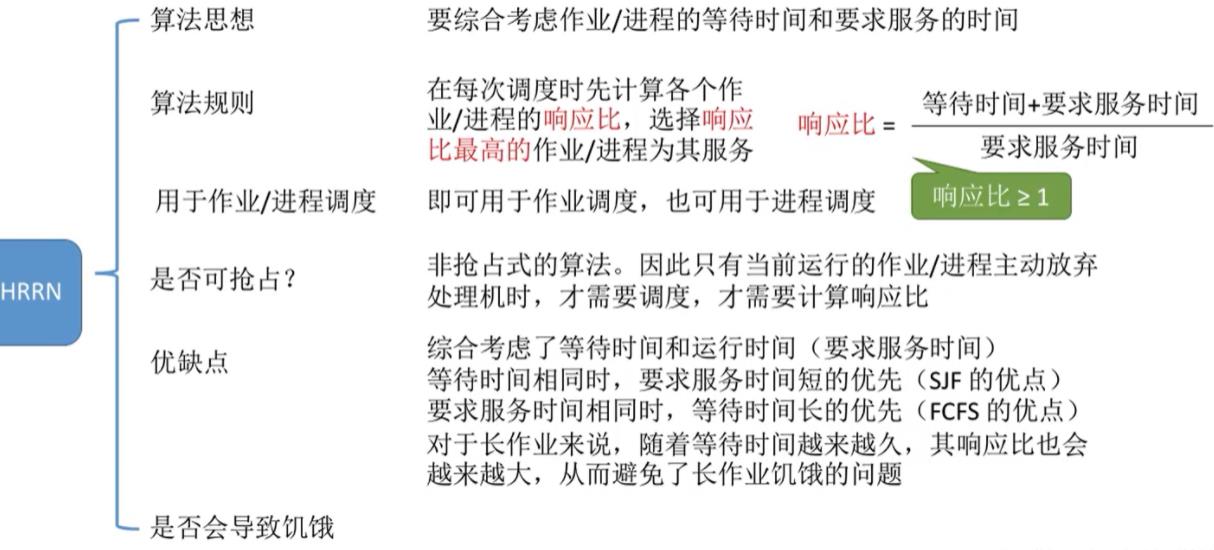 HRRN
算法思想
要综合考虑作业/进程的等待时间和要求服务的时间
算法规则
在每次调度时先计算各个作
业/进程的响应比，选择响应
比最高的作业/进程为其服务
响应比 =
等待时间+要求服务时间
要求服务时间
响应比 ≥ 1
用于作业/进程调度
即可用于作业调度，也可用于进程调度
是否可抢占？
非抢占式的算法。因此只有当前运行的作业/进程主动放弃
处理机时，才需要调度，才需要计算响应比
优缺点
综合考虑了等待时间和运行时间（要求服务时间）
等待时间相同时，要求服务时间短的优先（SJF 的优点）
要求服务时间相同时，等待时间长的优先（FCFS 的优点）
对于长作业来说，随着等待时间越来越久，其响应比也会
越来越大，从而避免了长作业饥饿的问题
是否会导致饥饿